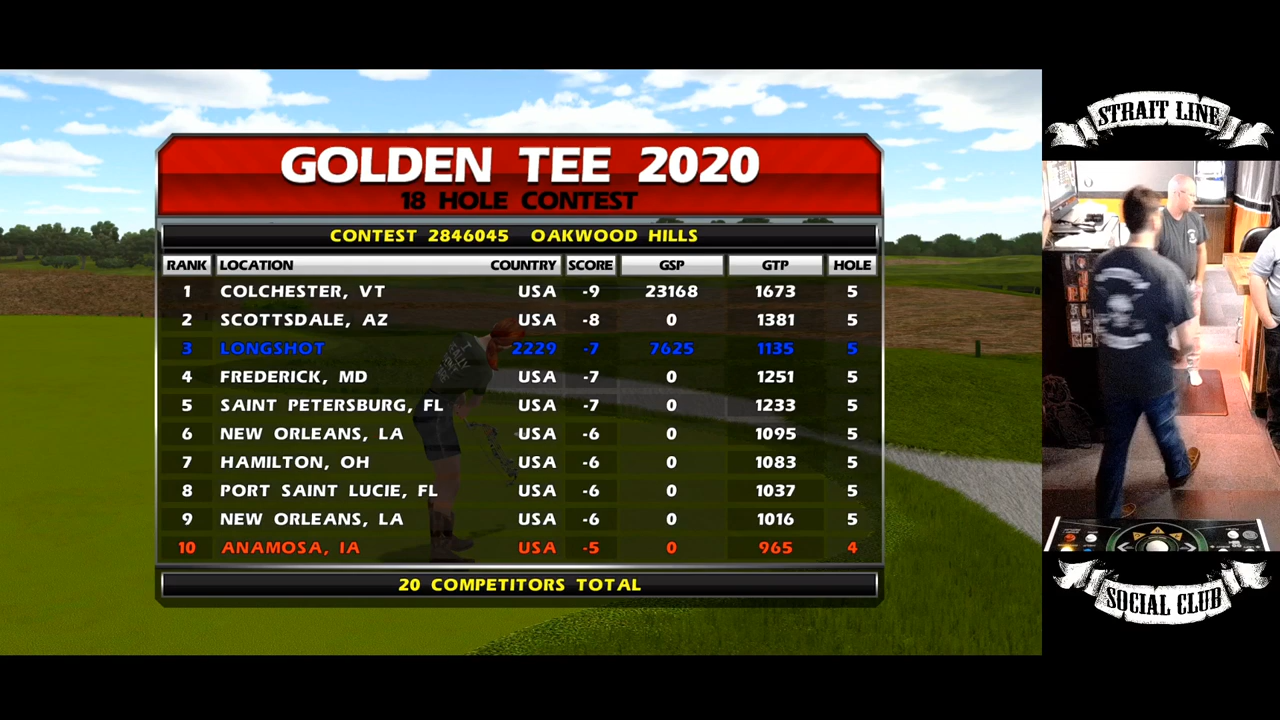 GOLDEN TEE 2020
18 HOLE CONTEST
CONTEST 2846045 OAKWOOD HILLS
RANK LOCATION COUNTRY SCORE GSP GTP HOLE
1 COLCHESTER, VT USA -9 23168 1673 5
2 SCOTTSDALE, AZ USA -8 0 1381 5
3 LONGSHOT 2229 -7 7625 1135 5
4 FREDERICK, MD USA -7 0 1251 5
5 SAINT PETERSBURG, FL USA -7 0 1233 5
6 NEW ORLEANS, LA USA -6 0 1095 5
7 HAMILTON, OH USA -6 0 1083 5
8 PORT SAINT LUCIE, FL USA -6 0 1037 5
9 NEW ORLEANS, LA USA -6 0 1016 5
10 ANAMOSA, IA USA -5 0 965 4
20 COMPETITORS TOTAL
STRAIT LINE
SOCIAL CLUB